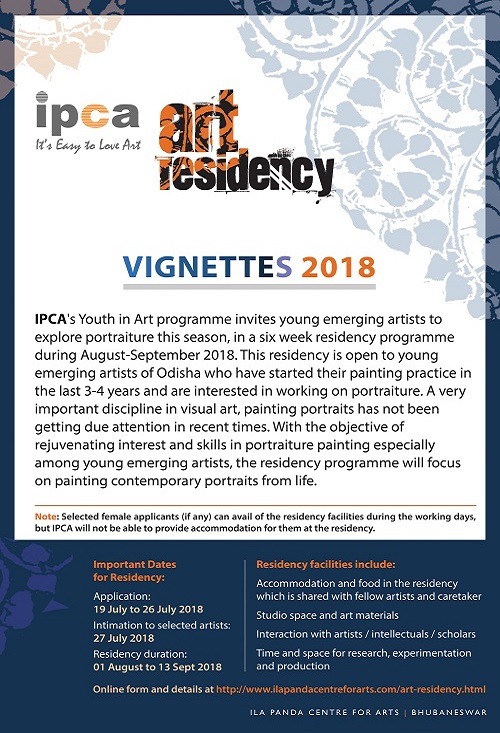 ipca
It's Easy to Love Art
art
residency
VIGNETTES 2018
IPCA's Youth in Art programme invites young emerging artists to
explore portraiture this season, in a six week residency programme
during August-September 2018. This residency is open to young
emerging artists of Odisha who have started their painting practice in
the last 3-4 years and are interested in working on portraiture. A very
important discipline in visual art, painting portraits has not been
getting due attention in recent times. With the objective of
rejuvenating interest and skills in portraiture painting especially
among young emerging artists, the residency programme will focus
on painting contemporary portraits from life.
Note: Selected female applicants (if any) can avail of the residency facilities during the working days,
but IPCA will not be able to provide accommodation for them at the residency.
Important Dates
for Residency:
Application:
19 July to 26 July 2018
Intimation to selected artists:
27 July 2018
Residency duration:
01 August to 13 Sept 2018
Residency facilities include:
Accommodation and food in the residency
which is shared with fellow artists and caretaker
Studio space and art materials
Interaction with artists / intellectuals / scholars
Time and space for research, experimentation
and production
Online form and details at http://www.ilapandacentreforarts.com/art-residency.html
ILA PANDA CENTRE FOR ARTS | BHUBANESWAR